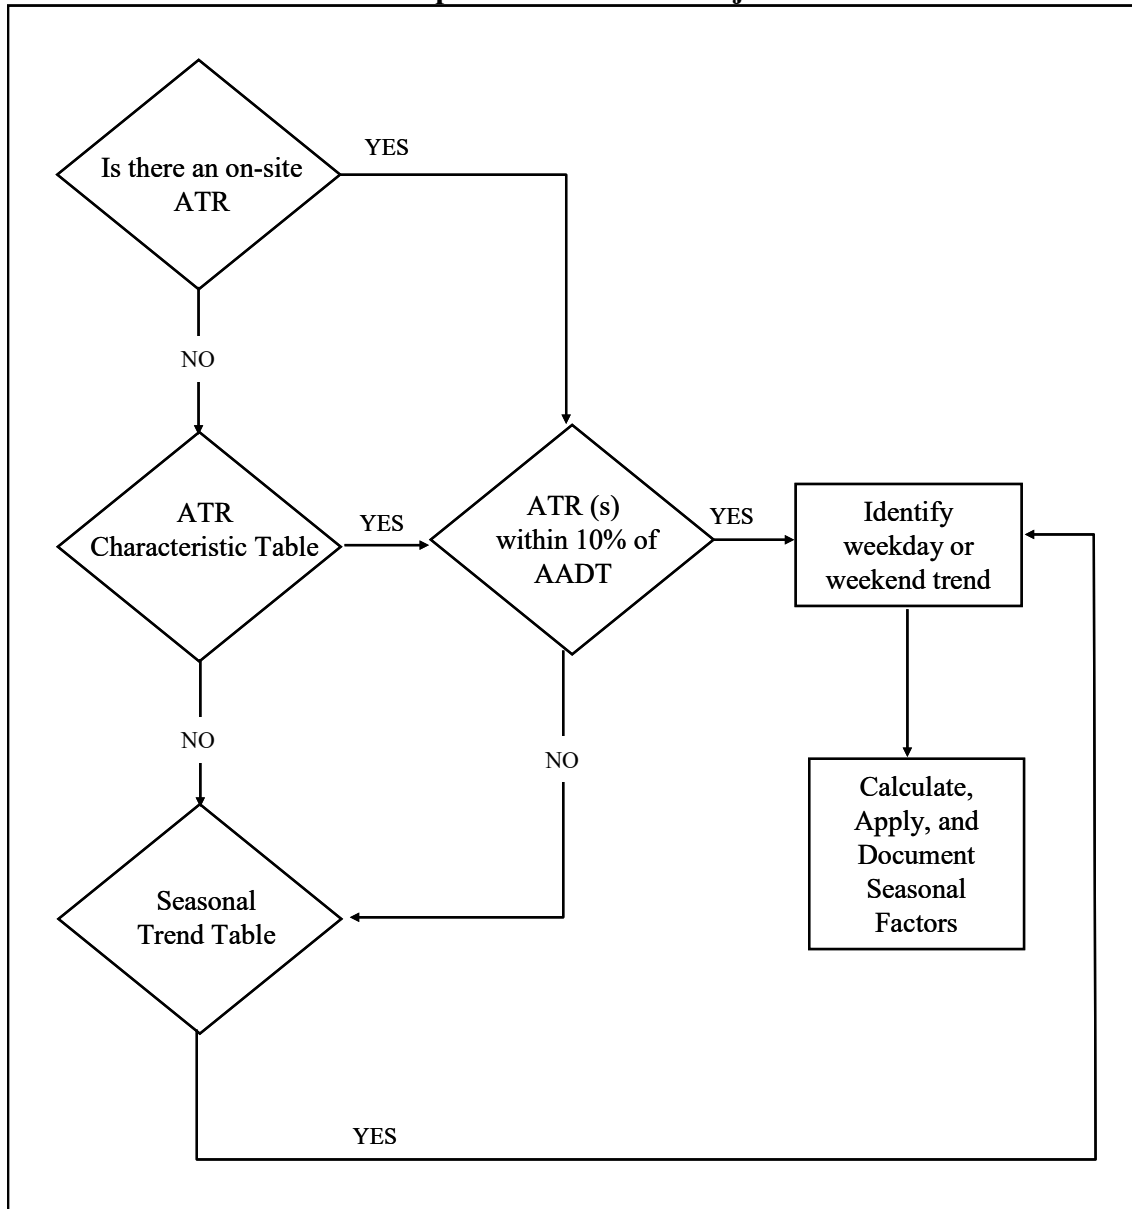 Is there an on-site
ATR
YES
NO
ATR
Characteristic Table
YES
ATR (s)
within 10% of
AADT
YES
Identify
weekday or
weekend trend
NO
NO
Calculate,
Apply, and
Document
Seasonal
Factors
Seasonal
Trend Table
YES